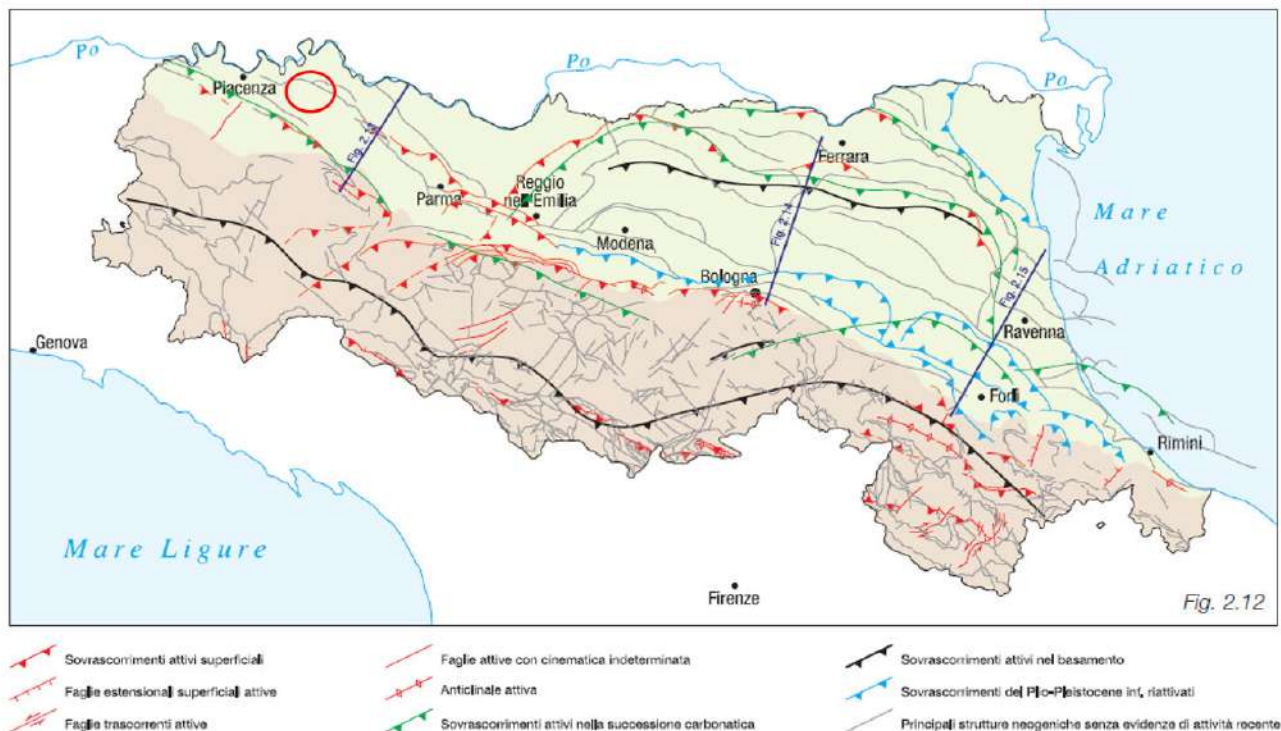 Po
Piacenza
Po
Po
Fig. 2.13
Ferrara
Parma
Reggio
nell'Emilia
Modena
Fig. 2.14
Bologna
Mare
Adriatico
Fig. 2.15
Ravenna
Genova
Forlì
Rimini
Mare Ligure
Firenze
Fig. 2.12
Sovrascorrimenti attivi superficiali
Faglie attive con cinematica indeterminata
Sovrascorrimenti attivi nel basamento
Faglie estensionali superficiali attive
Anticlinale attiva
Sovrascorrimenti del Plio-Pleistocene inf. riattivati
Faglie trascorrenti attive
Sovrascorrimenti attivi nella successione carbonatica
Principali strutture neogeniche senza evidenze di attività recente